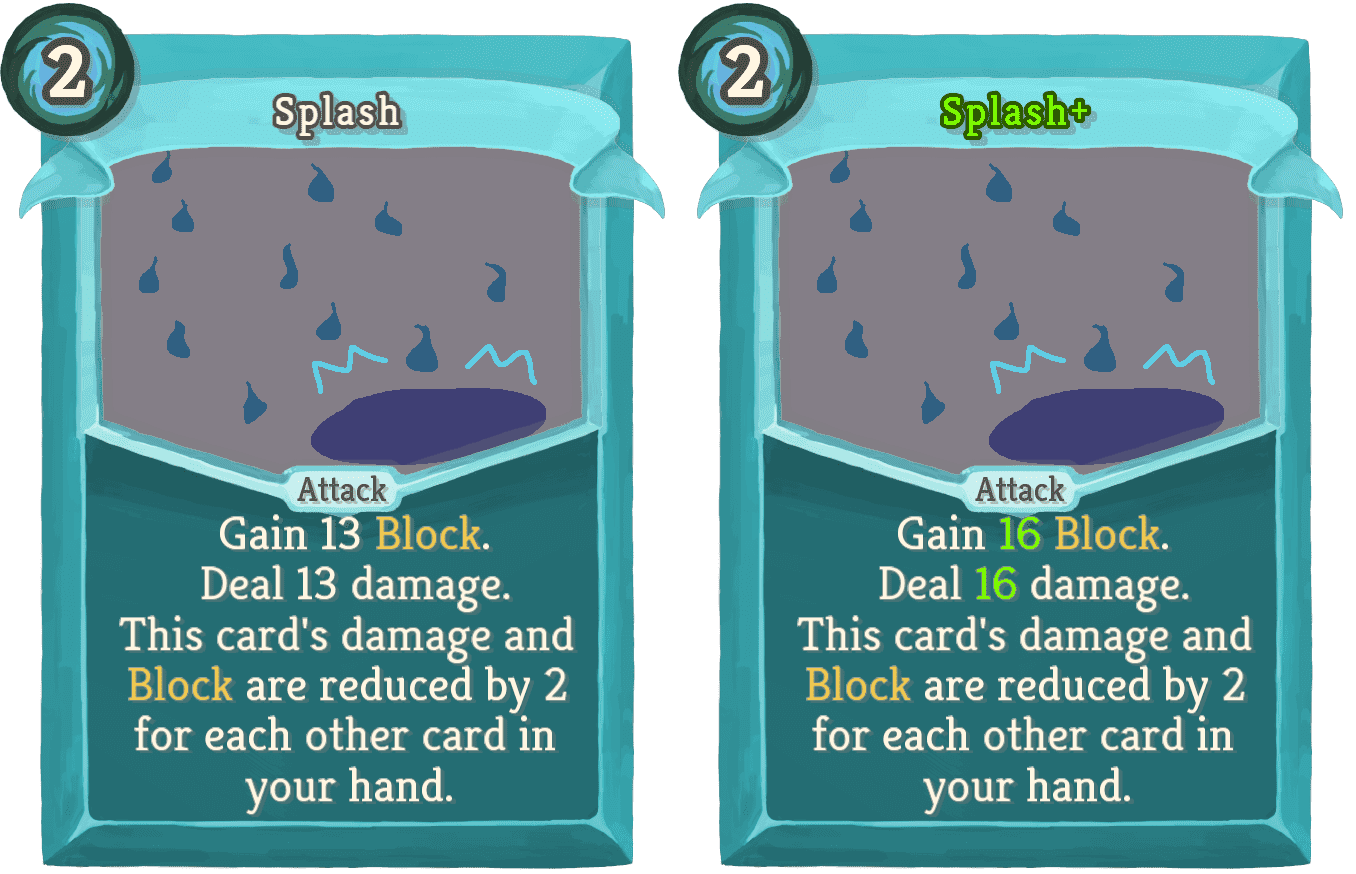 2
Splash
Attack
Gain 13 Block.
Deal 13 damage.
This card's damage and
Block are reduced by 2
for each other card in
your hand.
2
Splash+
Attack
Gain 16 Block.
Deal 16 damage.
This card's damage and
Block are reduced by 2
for each other card in
your hand.